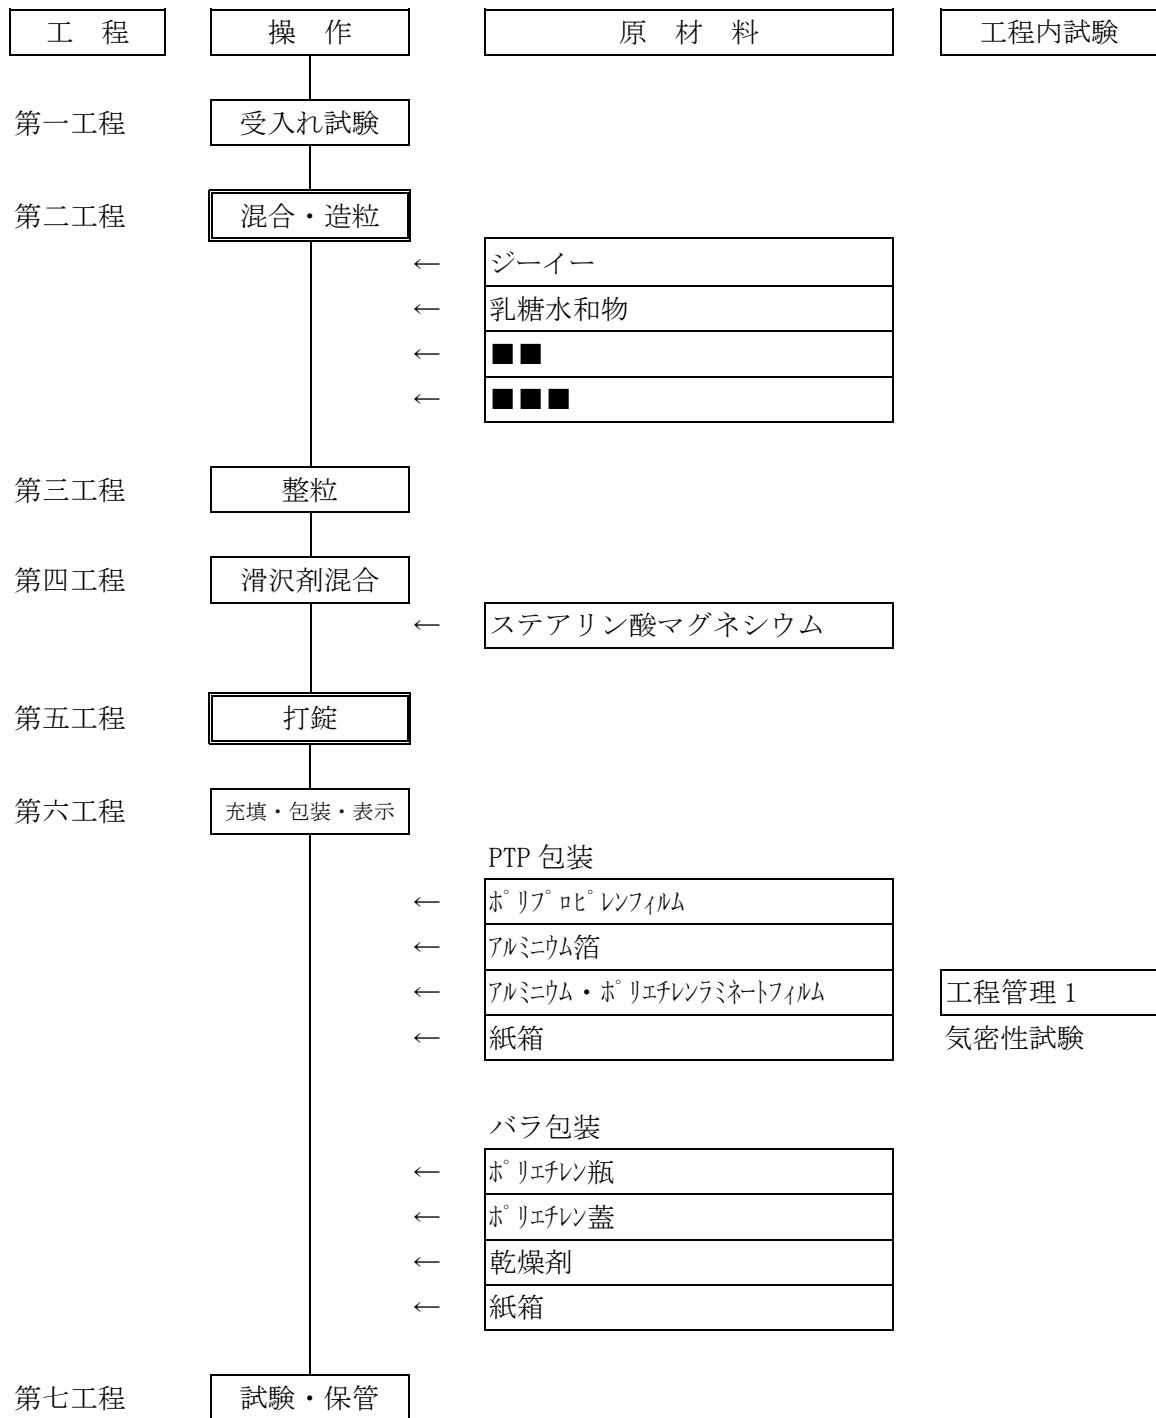 工 程 操 作 原 材 料 工程内試験
第一工程 受入れ試験
第二工程 混合・造粒
← ジーイー
← 乳糖水和物
← ■■
← ■■■
第三工程 整粒
第四工程 滑沢剤混合
← ステアリン酸マグネシウム
第五工程 打錠
第六工程 充填・包装・表示
PTP 包装
← ﾎﾟﾘﾌﾟﾛﾋﾟﾚﾝﾌｨﾙﾑ
← ｱﾙﾐﾆｳﾑ箔
← ｱﾙﾐﾆｳﾑ・ﾎﾟﾘｴﾁﾚﾝﾗﾐﾈｰﾄﾌｨﾙﾑ 工程管理 1
← 紙箱 気密性試験
バラ包装
← ﾎﾟﾘｴﾁﾚﾝ瓶
← ﾎﾟﾘｴﾁﾚﾝ蓋
← 乾燥剤
← 紙箱
第七工程 試験・保管